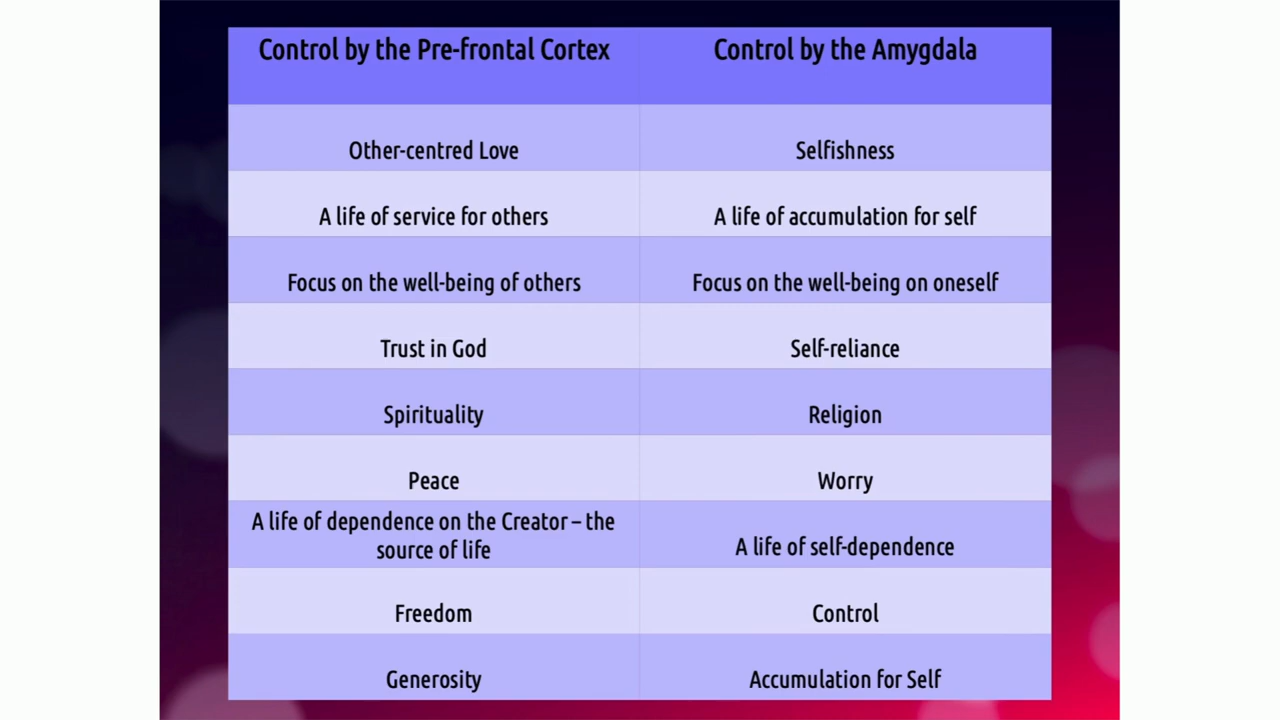 Control by the Pre-frontal Cortex
Control by the Amygdala
Other-centred Love
Selfishness
A life of service for others
A life of accumulation for self
Focus on the well-being of others
Focus on the well-being on oneself
Trust in God
Self-reliance
Spirituality
Religion
Peace
Worry
A life of dependence on the Creator – the
source of life
A life of self-dependence
Freedom
Control
Generosity
Accumulation for Self